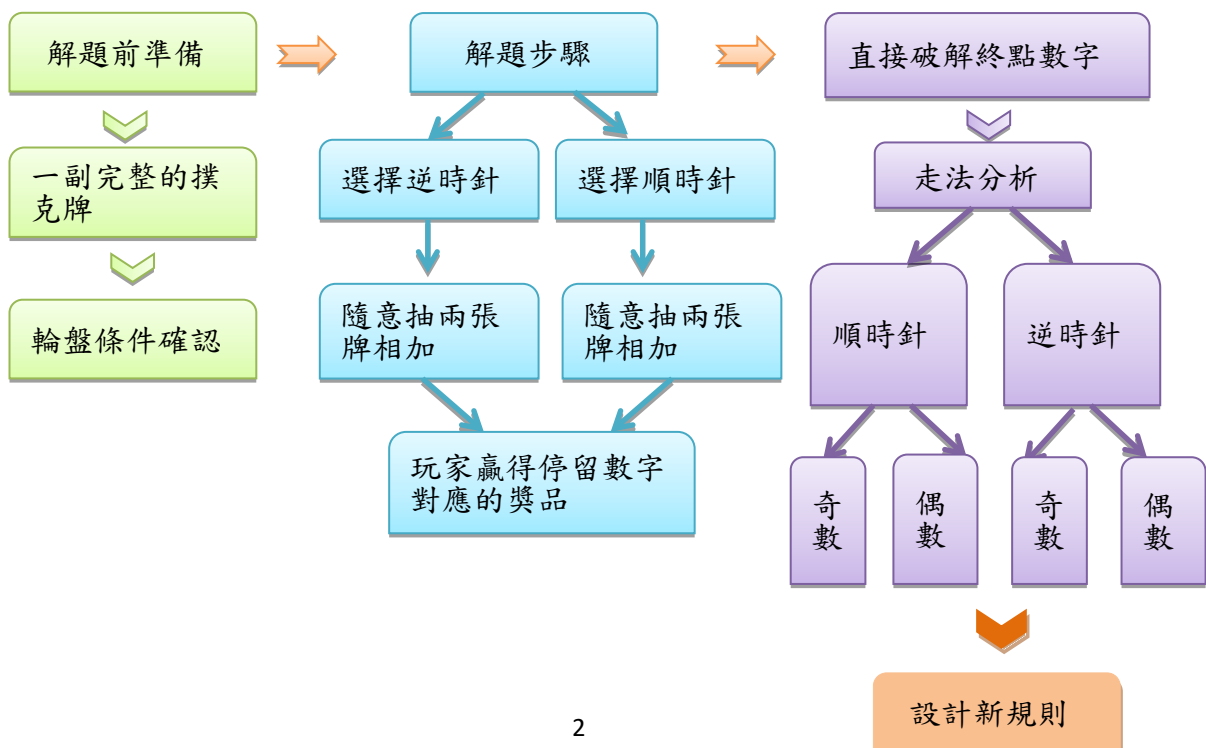 解題前準備
一副完整的撲
克牌
輪盤條件確認
解題步驟
選擇逆時針
選擇順時針
隨意抽兩張
牌相加
隨意抽兩張
牌相加
玩家贏得停留數字
對應的獎品
直接破解終點數字
走法分析
順時針
逆時針
奇
數
偶
數
奇
數
偶
數
設計新規則
2